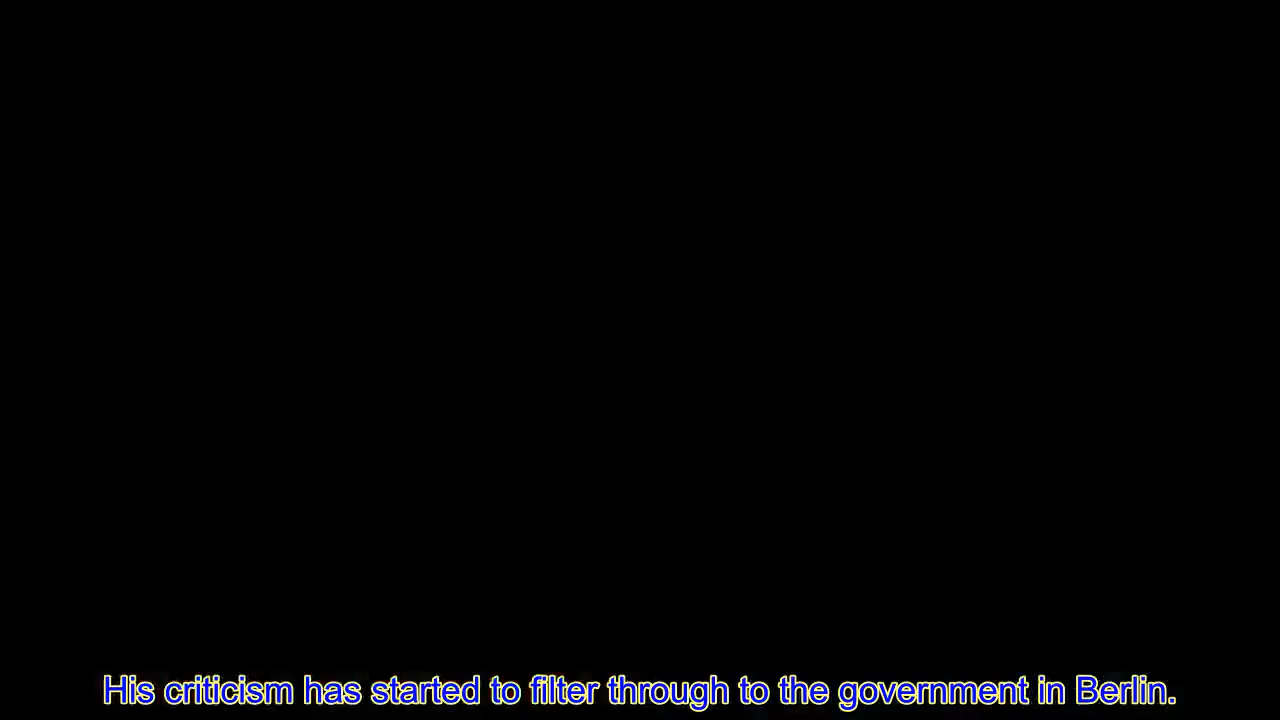 His criticism has started to filter through to the government in Berlin.